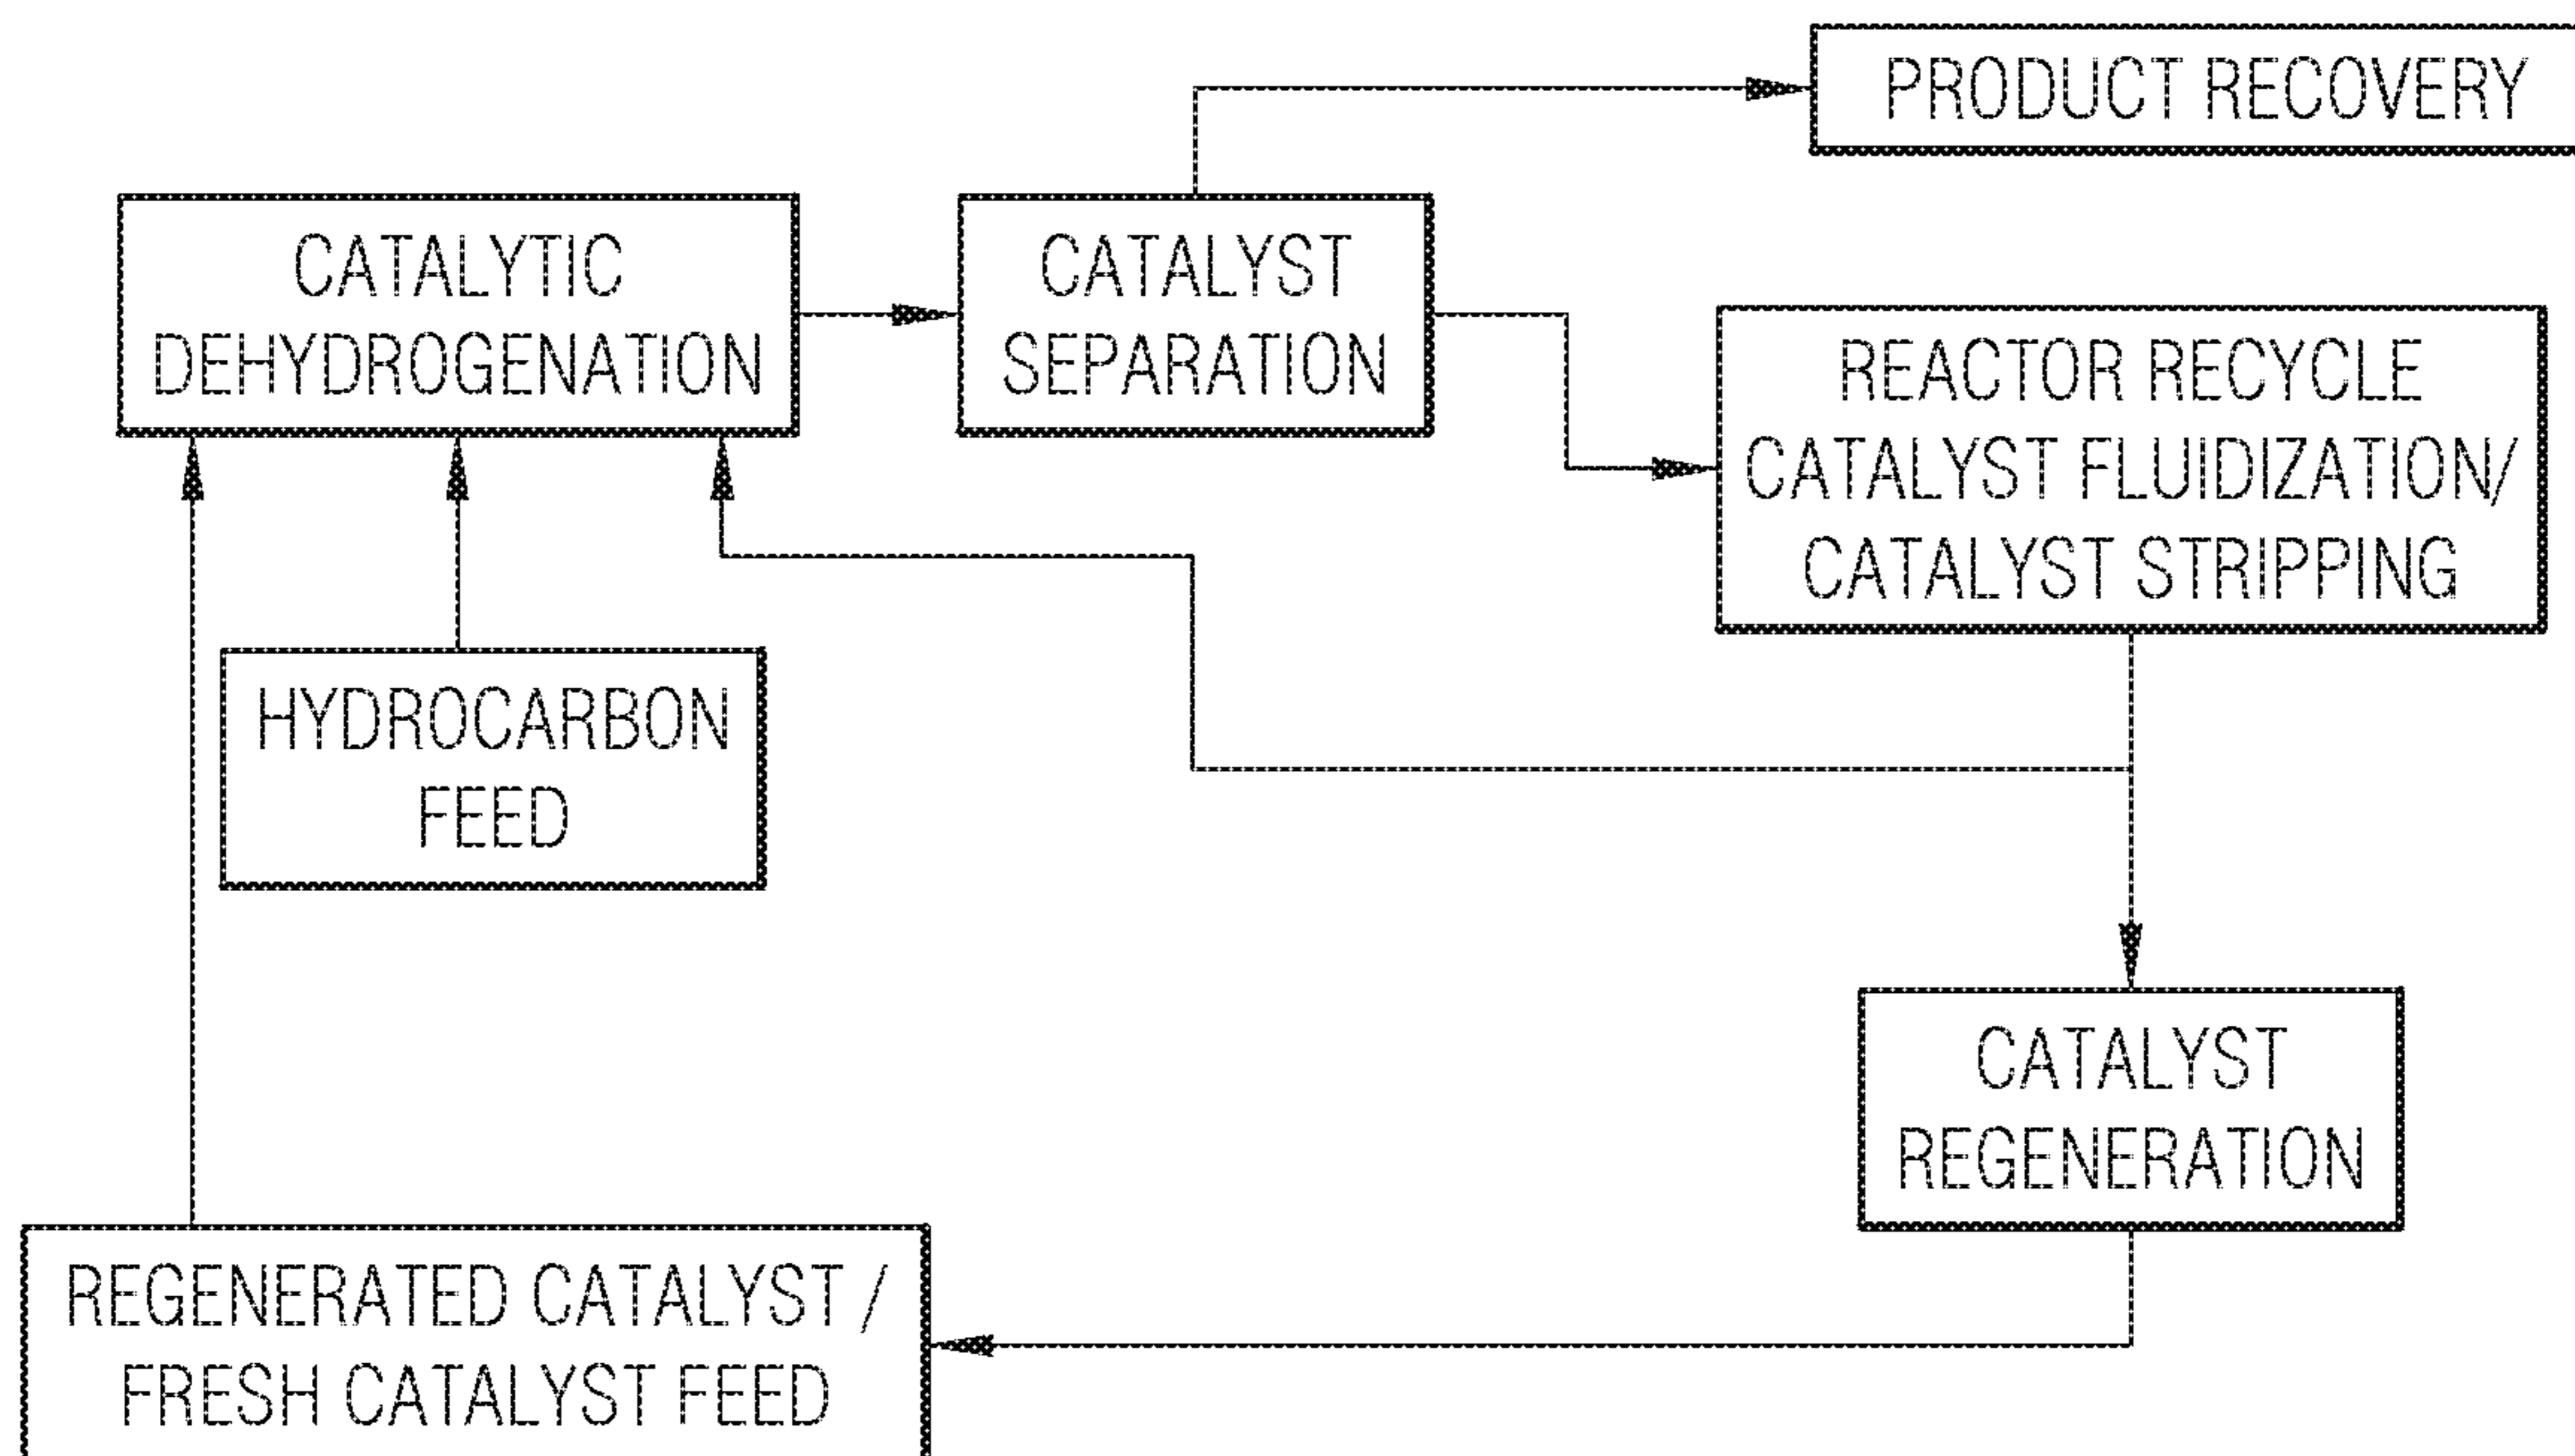 PRODUCT RECOVERY
CATALYTIC
DEHYDROGENATION
CATALYST
SEPARATION
REACTOR RECYCLE
CATALYST FLUIDIZATION/
CATALYST STRIPPING
HYDROCARBON
FEED
CATALYST
REGENERATION
REGENERATED CATALYST /
FRESH CATALYST FEED